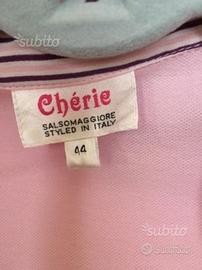 subito
Chérie
SALSOMAGGIORE
STYLED IN ITALY
44
subito